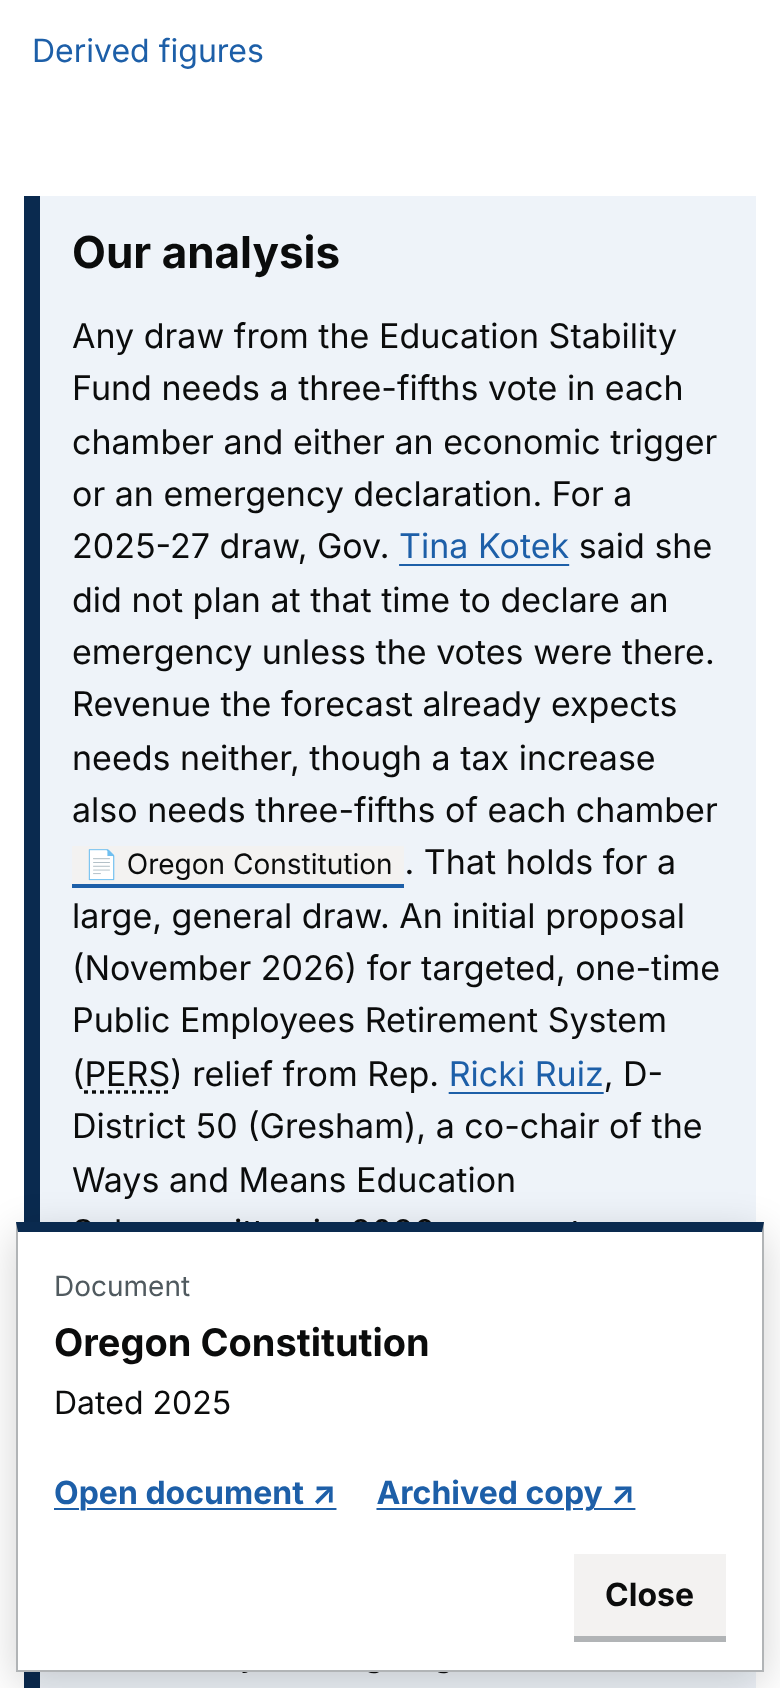 Derived figures
Our analysis
Any draw from the Education Stability
Fund needs a three-fifths vote in each
chamber and either an economic trigger
or an emergency declaration. For a
2025-27 draw, Gov. Tina Kotek said she
did not plan at that time to declare an
emergency unless the votes were there.
Revenue the forecast already expects
needs neither, though a tax increase
also needs three-fifths of each chamber
📄 Oregon Constitution. That holds for a
large, general draw. An initial proposal
(November 2026) for targeted, one-time
Public Employees Retirement System
(PERS) relief from Rep. Ricki Ruiz, D-
District 50 (Gresham), a co-chair of the
Ways and Means Education
Document
Oregon Constitution
Dated 2025
Open document ↗ Archived copy ↗
Close